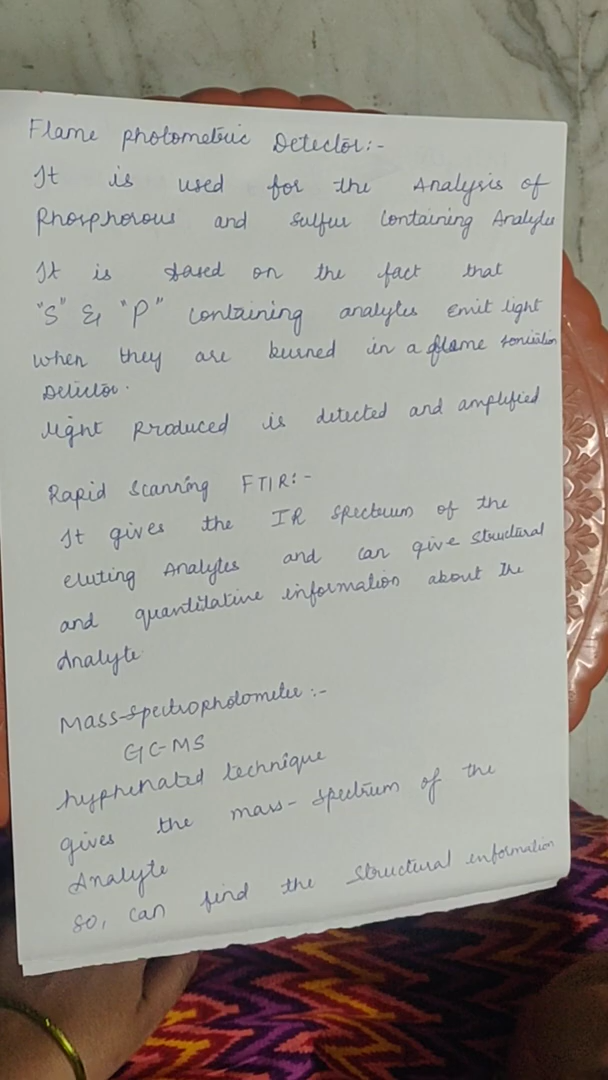 Flame photometric Detector:-
It is used for the Analysis of
Phosphorous and sulfur containing Analytes
It is based on the fact that
"S" & "P" containing analytes emit light
when they are burned in a flame Ionisation
Detector.
light produced is detected and amplified
Rapid Scanning FTIR:-
It gives the IR spectrum of the
eluting Analytes and can give structural
and quantitative information about the
Analyte
Mass-spectrophotometer:-
GC-MS
hyphenated technique
gives the mass-spectrum of the
Analyte
so, can find the structural information